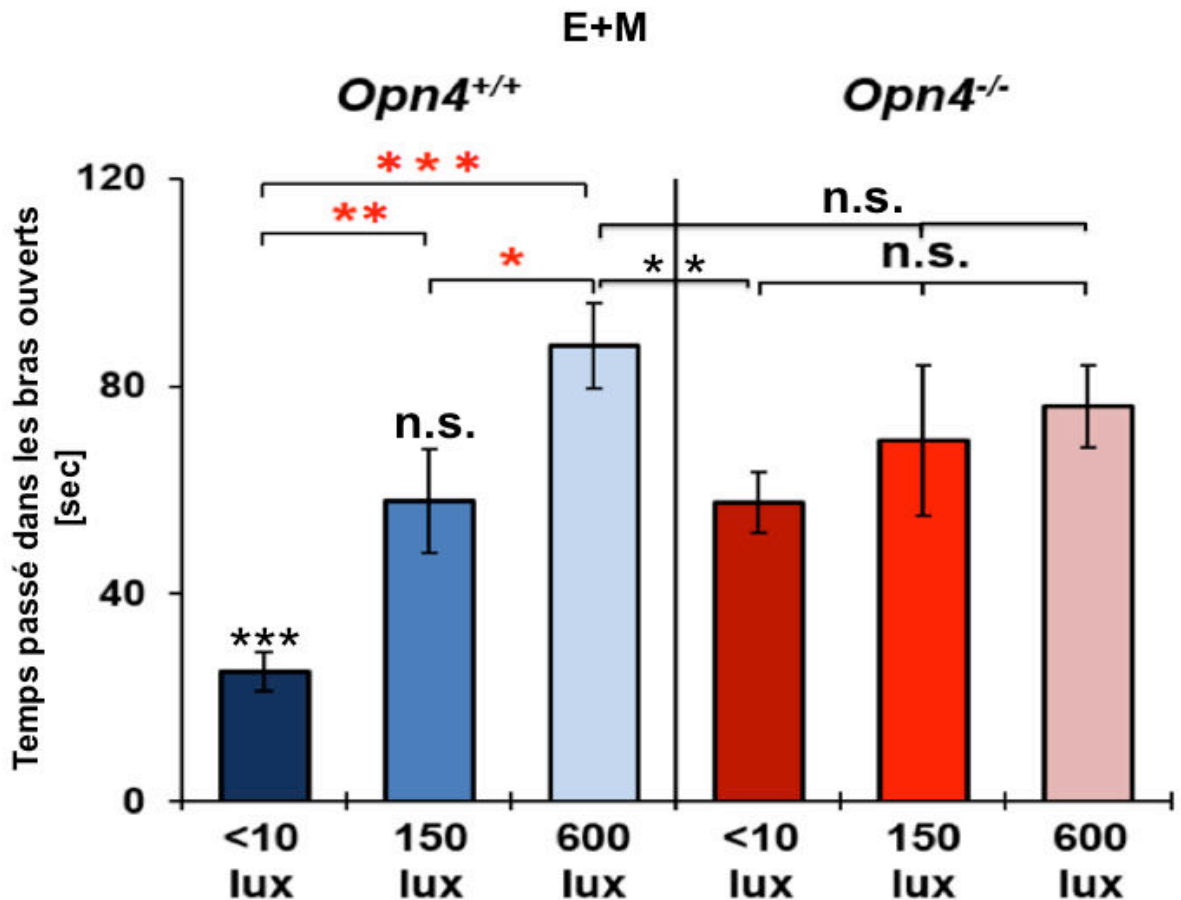 E+M
Opn4+/+ Opn4-/-
***
**
*
n.s.
**
n.s.
n.s.
***
120
80
40
0
Temps passé dans les bras ouverts
[sec]
<10 150 600 <10 150 600
lux lux lux lux lux lux